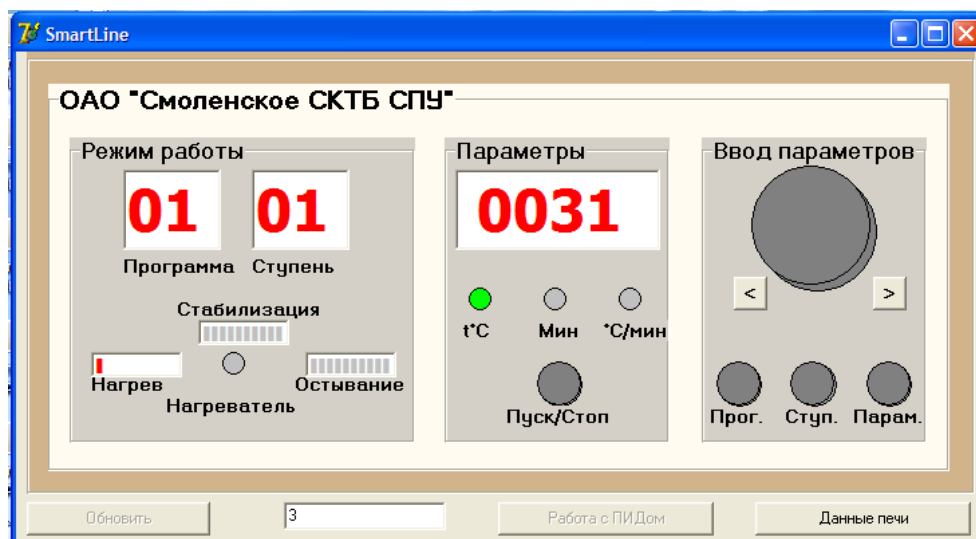 SmartLine
ОАО "Смоленское СКТБ СПУ"
Режим работы
01 01
Программа Ступень
Стабилизация
Нагрев
Остывание
Нагреватель
Параметры
0031
t°C Мин °C/мин
Пуск/Стоп
Ввод параметров
< >
Прог. Ступ. Парам.
Обновить
3
Работа с ПИДом
Данные печи